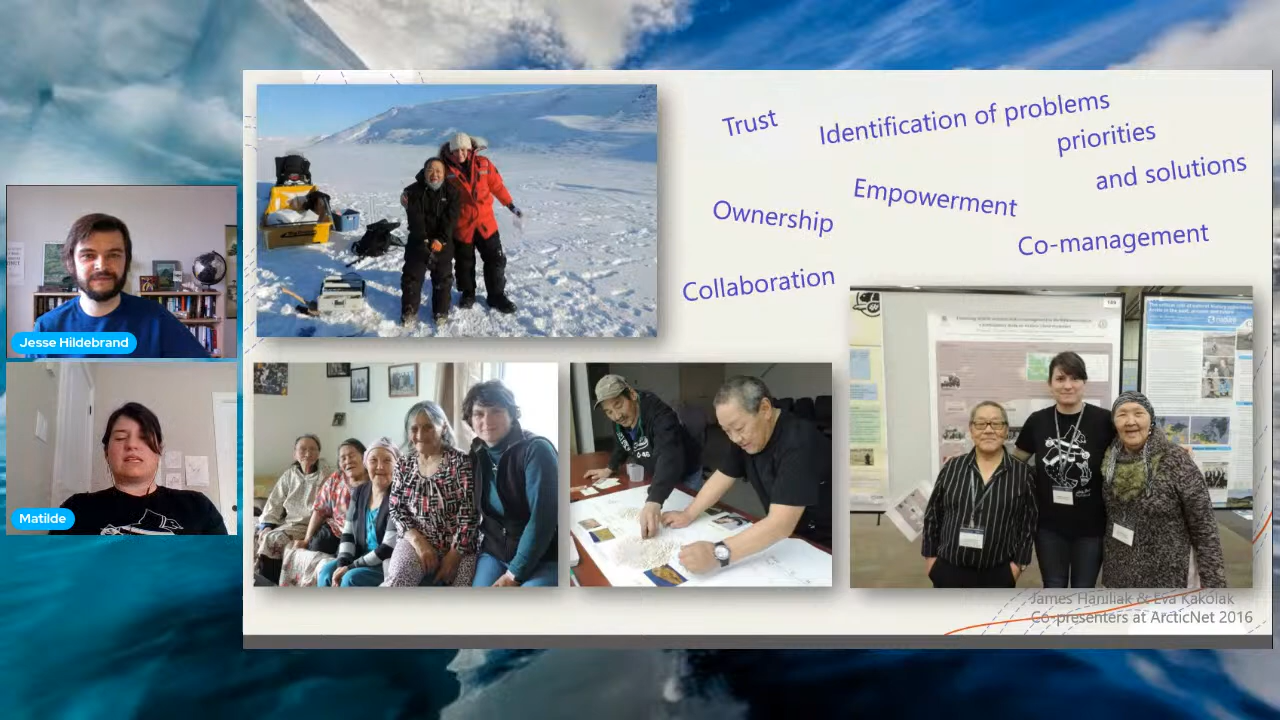 Trust
Identification of problems
priorities
and solutions
Empowerment
Ownership
Co-management
Collaboration
Jesse Hildebrand
Matilde
James Haniliak & Eva Kakolak
Co-presenters at ArcticNet 2016